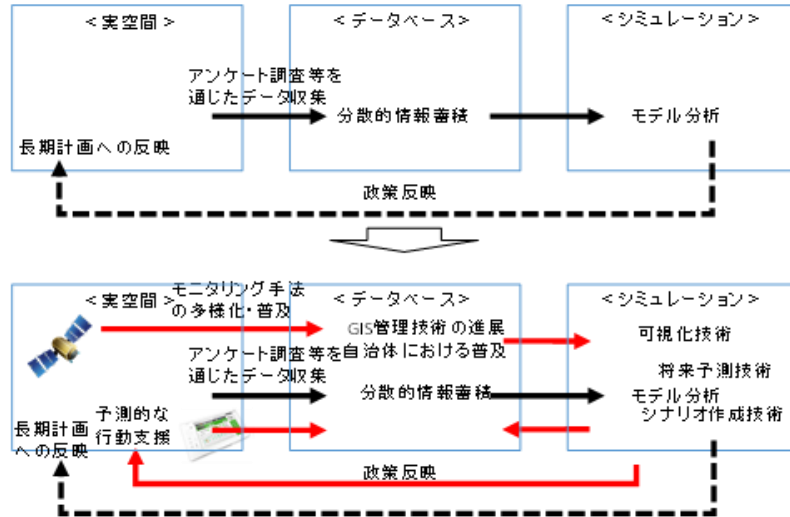 ＜実空間＞
＜データベース＞
＜シミュレーション＞
アンケート調査等を
通じたデータ収集
分散的情報蓄積
モデル分析
長期計画への反映
政策反映
＜実空間＞
モニタリング手法
の多様化・普及
＜データベース＞
GIS管理技術の進展
自治体における普及
＜シミュレーション＞
可視化技術
アンケート調査等を
通じたデータ収集
将来予測技術
分散的情報蓄積
モデル分析
シナリオ作成技術
予測的な
行動支援
長期計画
への反映
政策反映